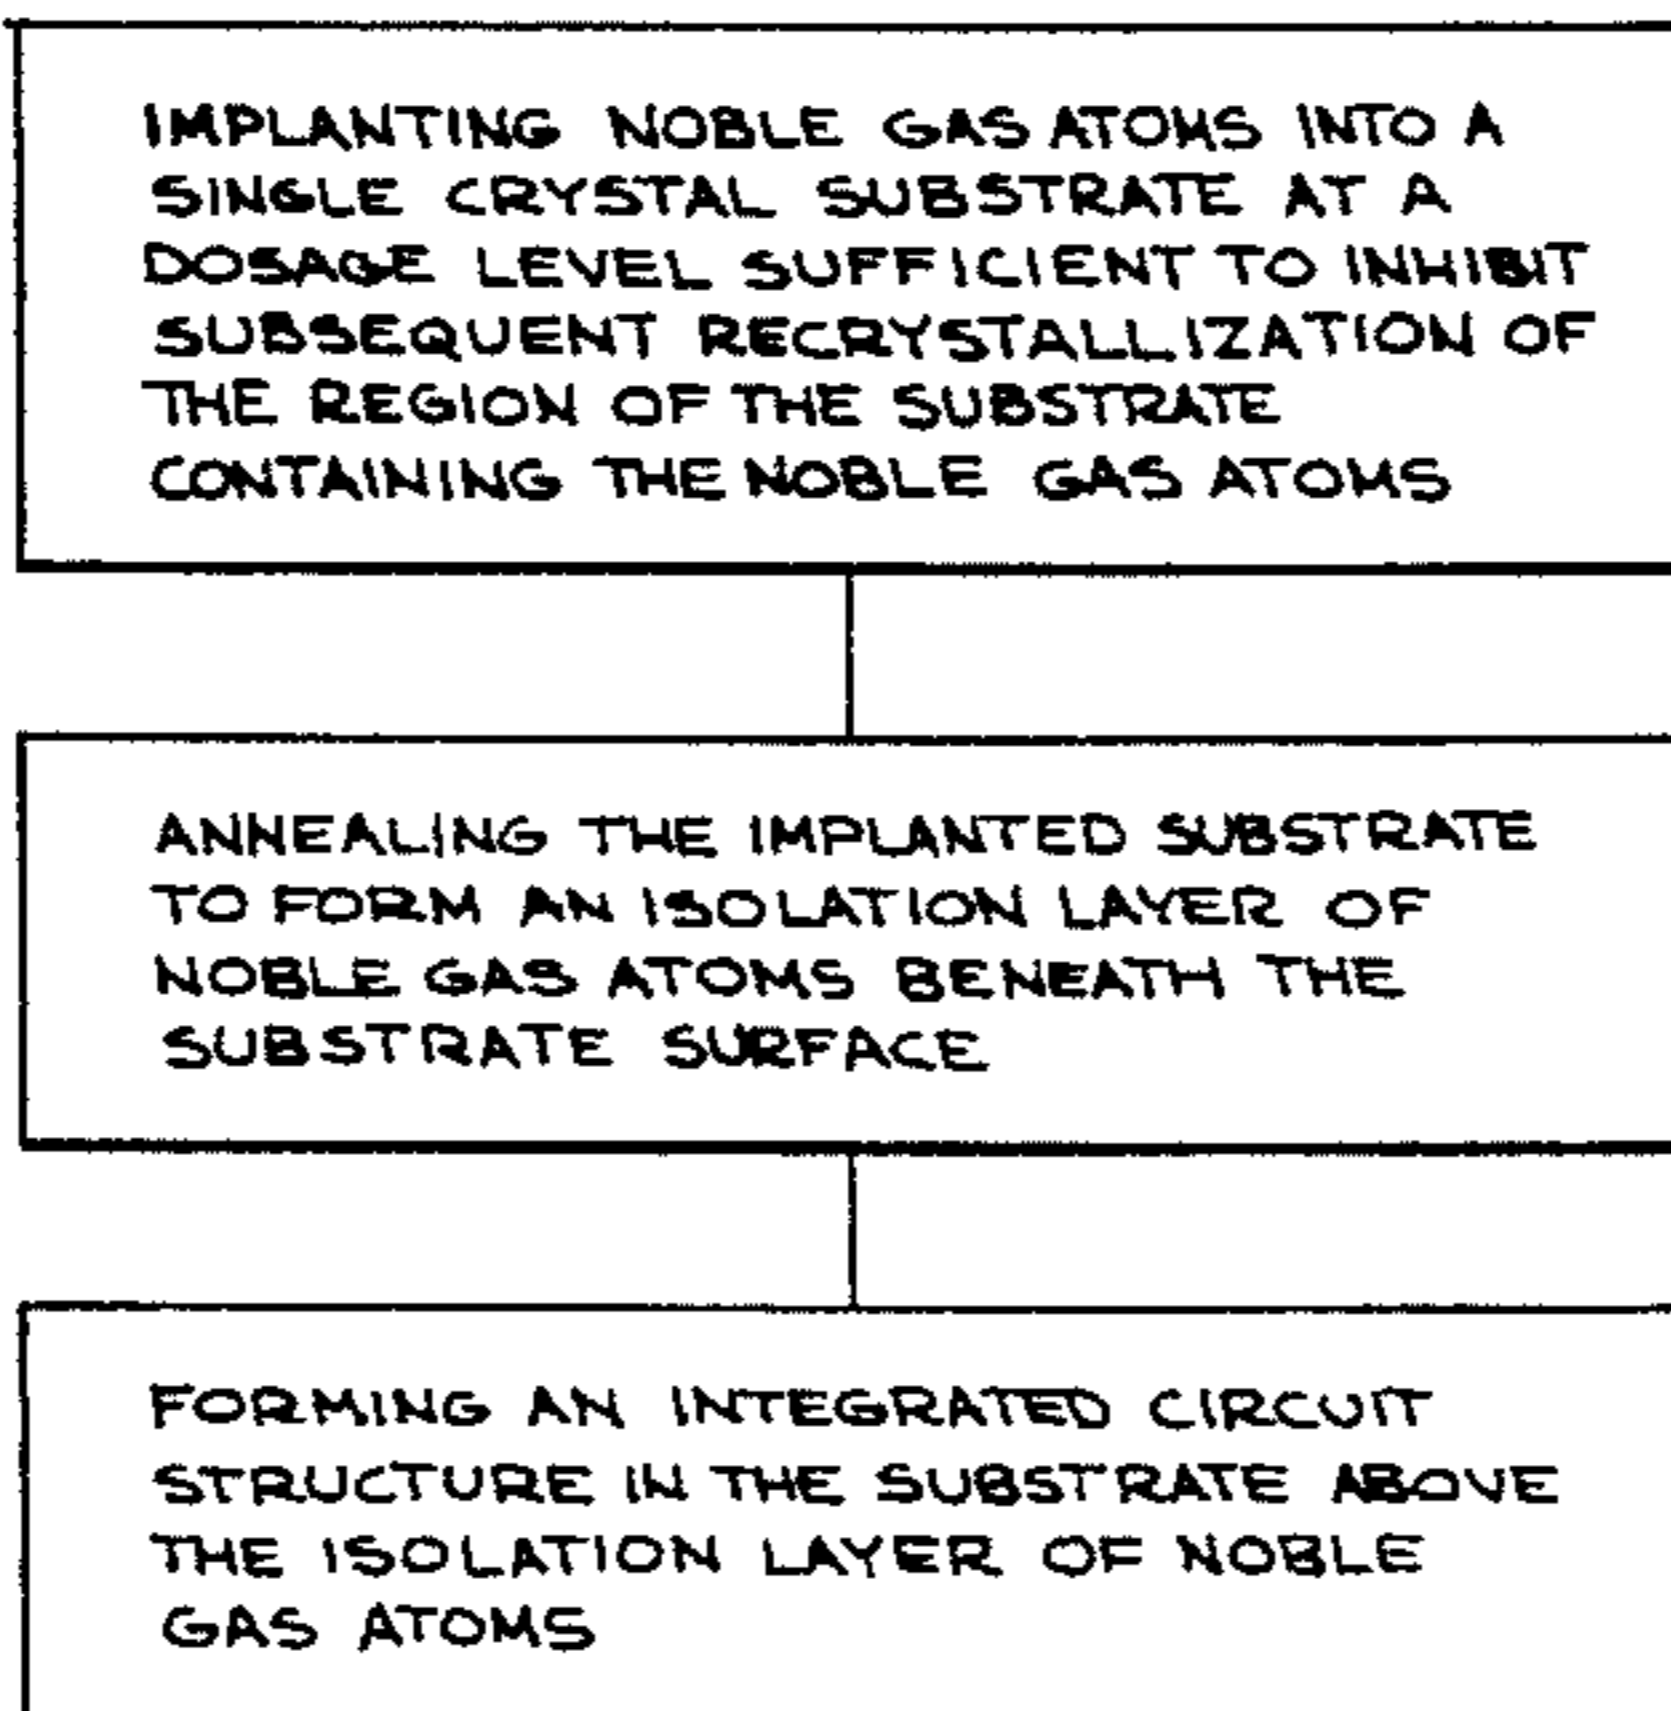 IMPLANTING NOBLE GAS ATOMS INTO A
SINGLE CRYSTAL SUBSTRATE AT A
DOSAGE LEVEL SUFFICIENT TO INHIBIT
SUBSEQUENT RECRYSTALLIZATION OF
THE REGION OF THE SUBSTRATE
CONTAINING THE NOBLE GAS ATOMS
ANNEALING THE IMPLANTED SUBSTRATE
TO FORM AN ISOLATION LAYER OF
NOBLE GAS ATOMS BENEATH THE
SUBSTRATE SURFACE
FORMING AN INTEGRATED CIRCUIT
STRUCTURE IN THE SUBSTRATE ABOVE
THE ISOLATION LAYER OF NOBLE
GAS ATOMS